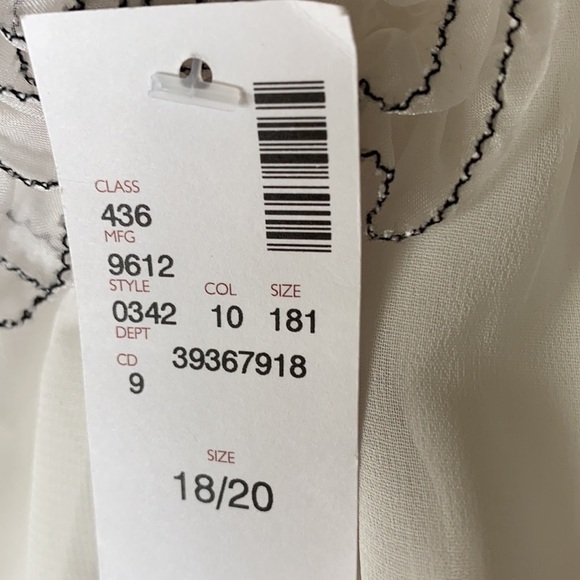 CLASS
436
MFG
9612
STYLE COL SIZE
0342 10 181
DEPT
CD 39367918
9
SIZE
18/20